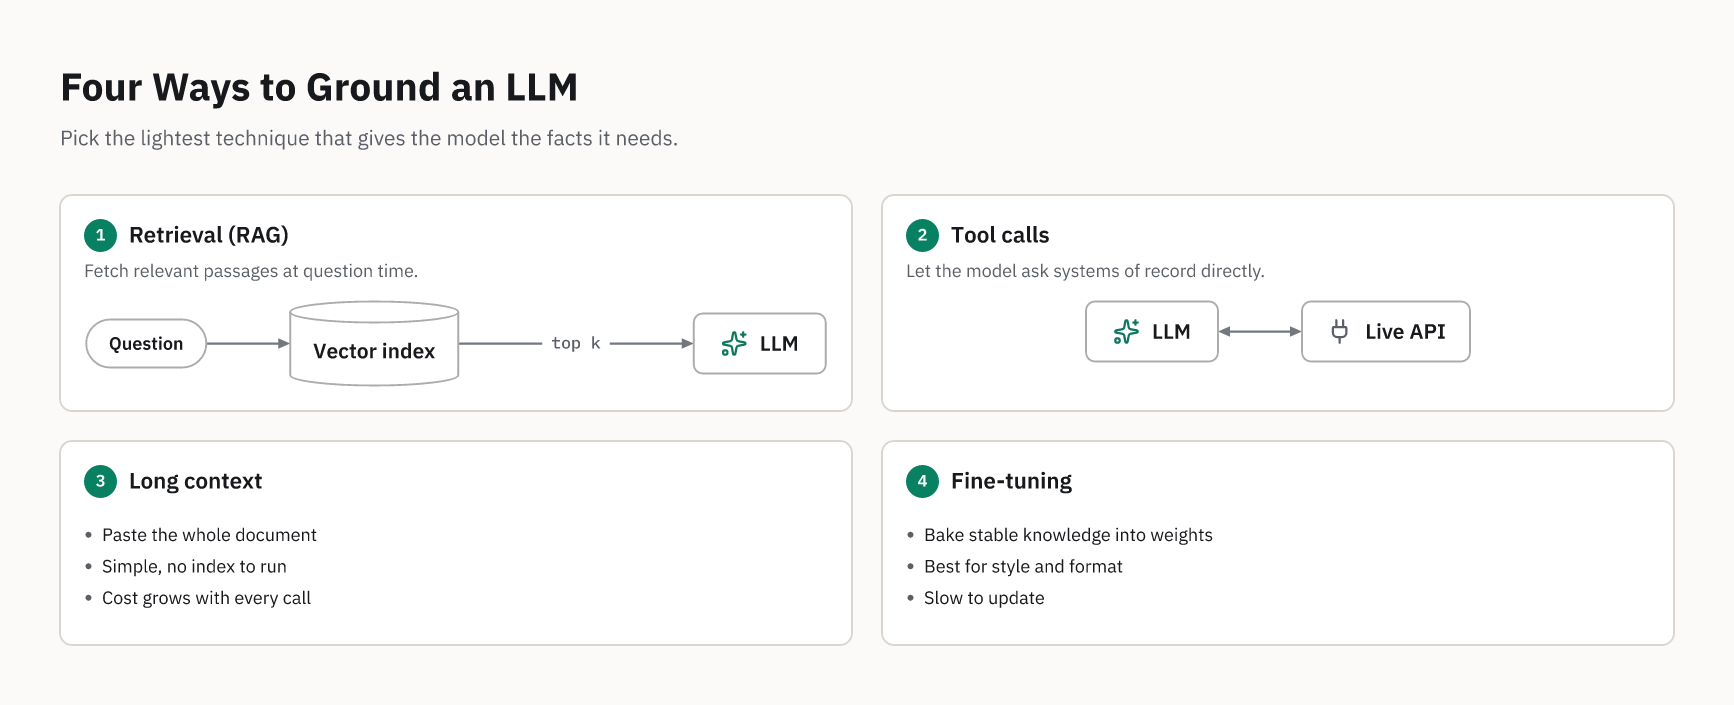 Four Ways to Ground an LLM
Pick the lightest technique that gives the model the facts it needs.
1 Retrieval (RAG)
Fetch relevant passages at question time.
Question
Vector index
top k
LLM
2 Tool calls
Let the model ask systems of record directly.
LLM
Live API
3 Long context
• Paste the whole document
• Simple, no index to run
• Cost grows with every call
4 Fine-tuning
• Bake stable knowledge into weights
• Best for style and format
• Slow to update